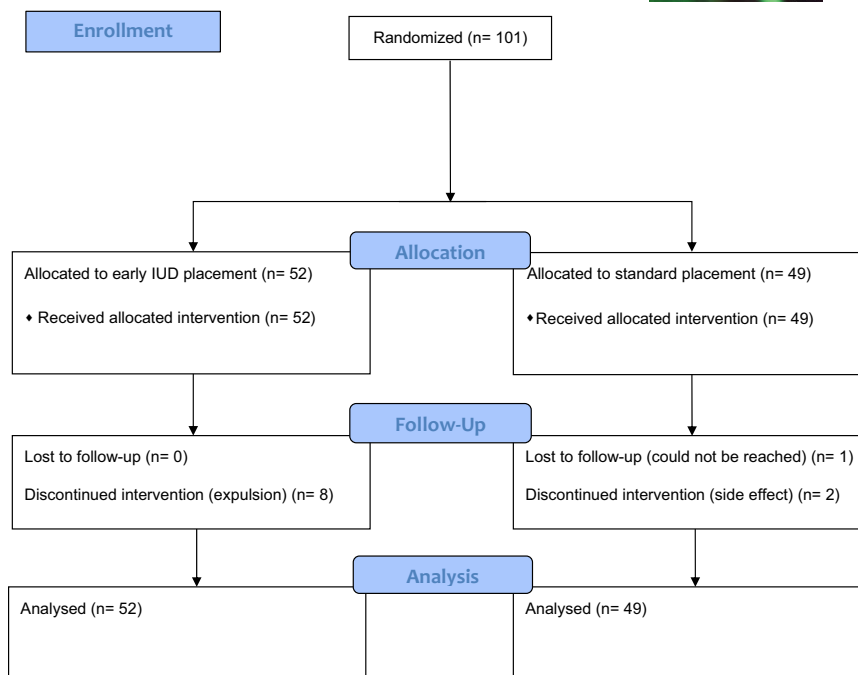 Enrollment
Randomized (n= 101)
Allocation
Allocated to early IUD placement (n= 52)
♦ Received allocated intervention (n= 52)
Allocated to standard placement (n= 49)
♦ Received allocated intervention (n= 49)
Follow-Up
Lost to follow-up (n= 0)
Discontinued intervention (expulsion) (n= 8)
Lost to follow-up (could not be reached) (n= 1)
Discontinued intervention (side effect) (n= 2)
Analysis
Analysed (n= 52)
Analysed (n= 49)